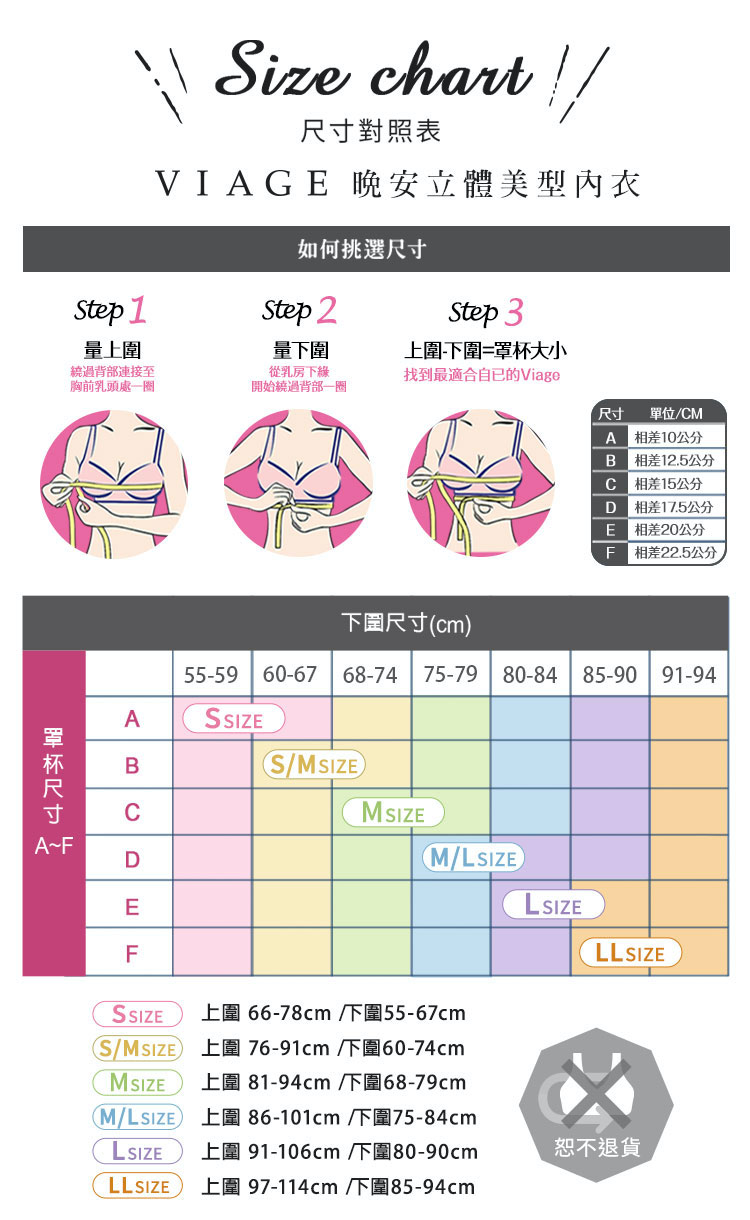 Size chart
尺寸對照表
VIAGE 晚安立體美型內衣
如何挑選尺寸
Step 1
量上圍
繞過背部連接至
胸前乳頭處一圈
Step 2
量下圍
從乳房下緣
開始繞過背部一圈
Step 3
上圍-下圍=罩杯大小
找到最適合自已的Viage
尺寸 單位/CM
A 相差10公分
B 相差12.5公分
C 相差15公分
D 相差17.5公分
E 相差20公分
F 相差22.5公分
下圍尺寸(cm)
55-59 60-67 68-74 75-79 80-84 85-90 91-94
罩杯尺寸
A~F
A S SIZE
B S/M SIZE
C M SIZE
D M/L SIZE
E L SIZE
F LL SIZE
S SIZE 上圍 66-78cm /下圍55-67cm
S/M SIZE 上圍 76-91cm /下圍60-74cm
M SIZE 上圍 81-94cm /下圍68-79cm
M/L SIZE 上圍 86-101cm /下圍75-84cm
L SIZE 上圍 91-106cm /下圍80-90cm
LL SIZE 上圍 97-114cm /下圍85-94cm
恕不退貨